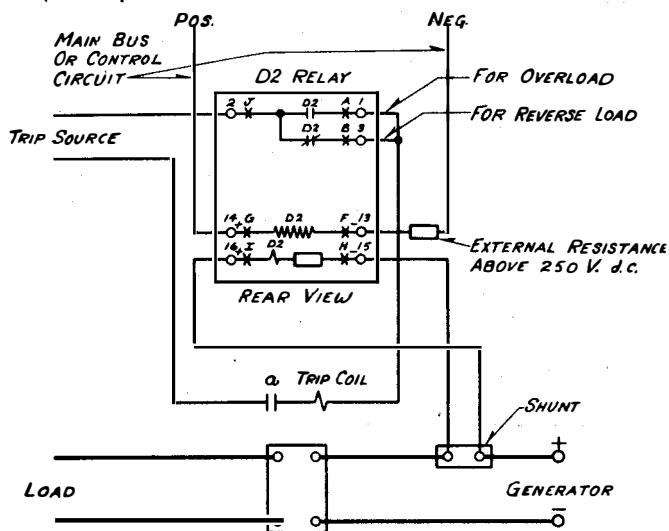 POS.
NEG.
MAIN BUS
OR CONTROL
CIRCUIT
D2 RELAY
FOR OVERLOAD
2 J D2 A 1
FOR REVERSE LOAD
D2 B 3
TRIP SOURCE
14 + G D2 F - 13
16 + I D2 H - 15
EXTERNAL RESISTANCE
ABOVE 250 V. d.c.
REAR VIEW
a TRIP COIL
SHUNT
+
LOAD
GENERATOR
-